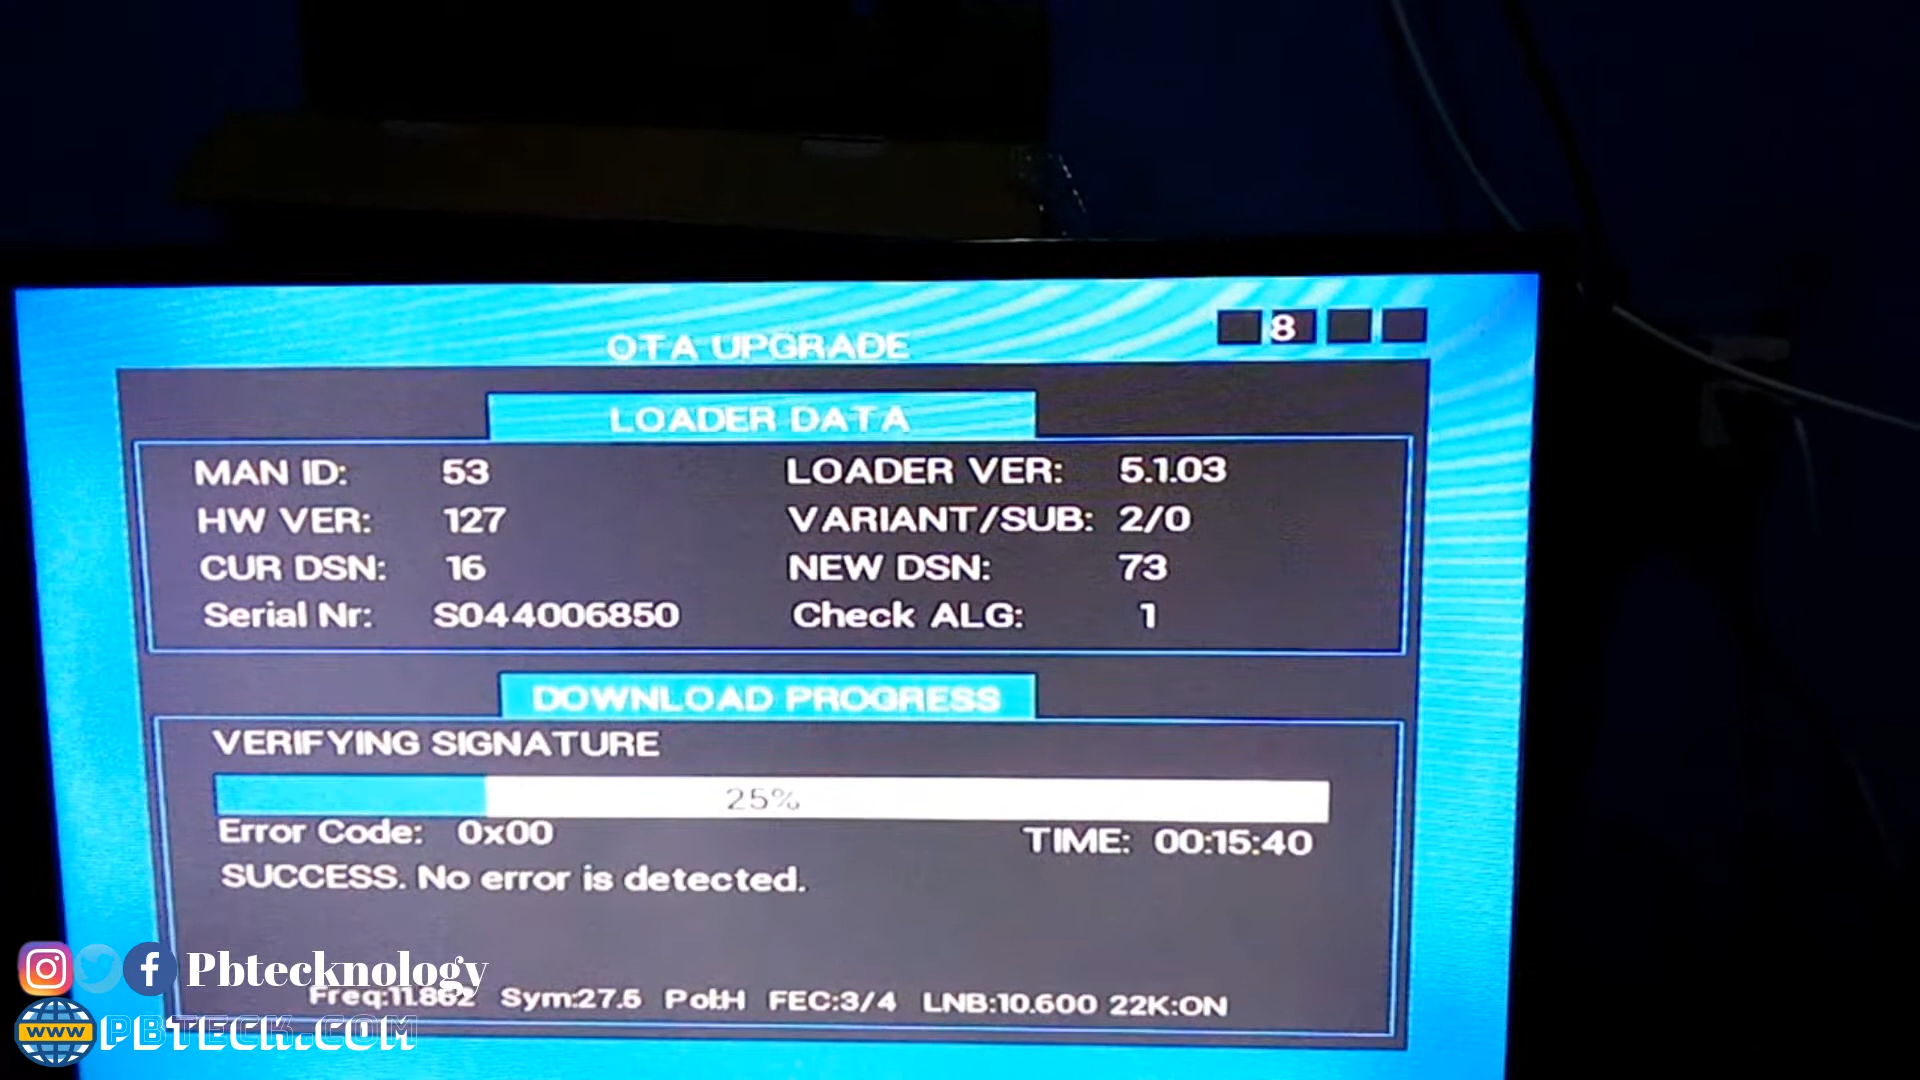 8
OTA UPGRADE
LOADER DATA
MAN ID: 53 LOADER VER: 5.1.03
HW VER: 127 VARIANT/SUB: 2/0
CUR DSN: 16 NEW DSN: 73
Serial Nr: S044006850 Check ALG: 1
DOWNLOAD PROGRESS
VERIFYING SIGNATURE
25%
Error Code: 0x00 TIME: 00:15:40
SUCCESS. No error is detected.
Pbtecknology
Freq:11.862 Sym:27.5 Pol:H FEC:3/4 LNB:10.600 22K:ON
www PBTECK.COM